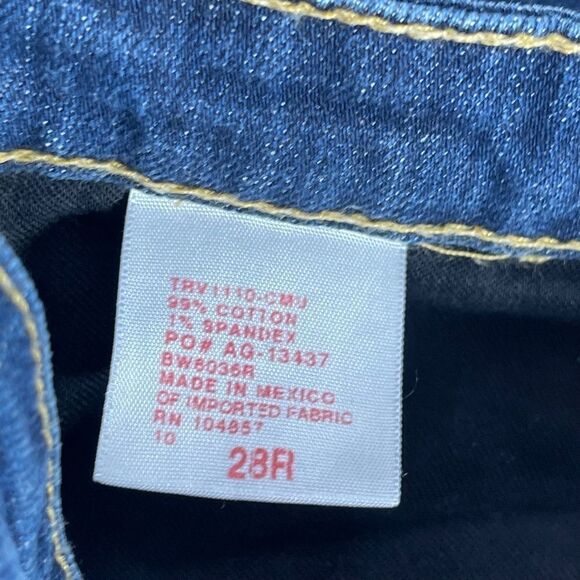 TRV1110-CMU
99% COTTON
1% SPANDEX
PO# AG-13437
BW6036R
MADE IN MEXICO
OF IMPORTED FABRIC
RN 104857
10
28R